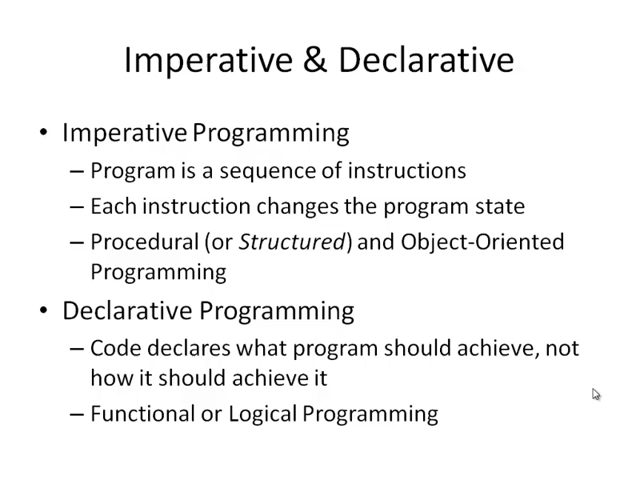 Imperative & Declarative
• Imperative Programming
– Program is a sequence of instructions
– Each instruction changes the program state
– Procedural (or Structured) and Object-Oriented
Programming
• Declarative Programming
– Code declares what program should achieve, not
how it should achieve it
– Functional or Logical Programming